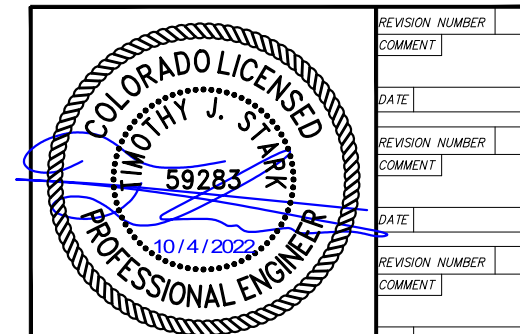 COLORADO LICENSED
TIMOTHY J. STARK
59283
10/4/2022
PROFESSIONAL ENGINEER
REVISION NUMBER
COMMENT
DATE
REVISION NUMBER
COMMENT
DATE
REVISION NUMBER
COMMENT